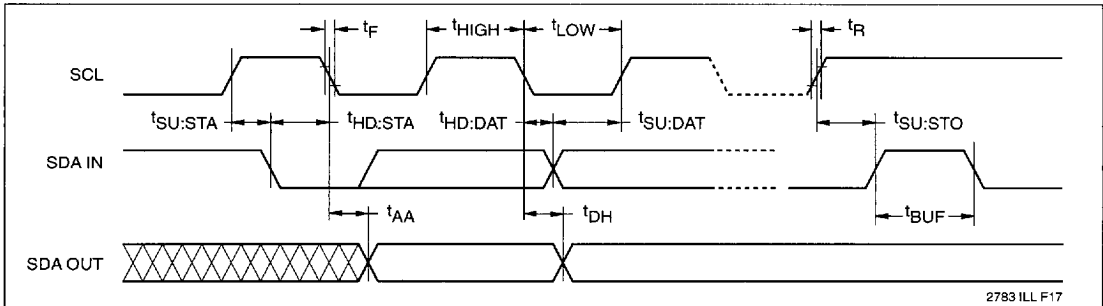 tF tHIGH tLOW tR
SCL
tSU:STA tHD:STA tHD:DAT tSU:DAT tSU:STO
SDA IN
tAA tDH tBUF
SDA OUT
2783 ILL F17